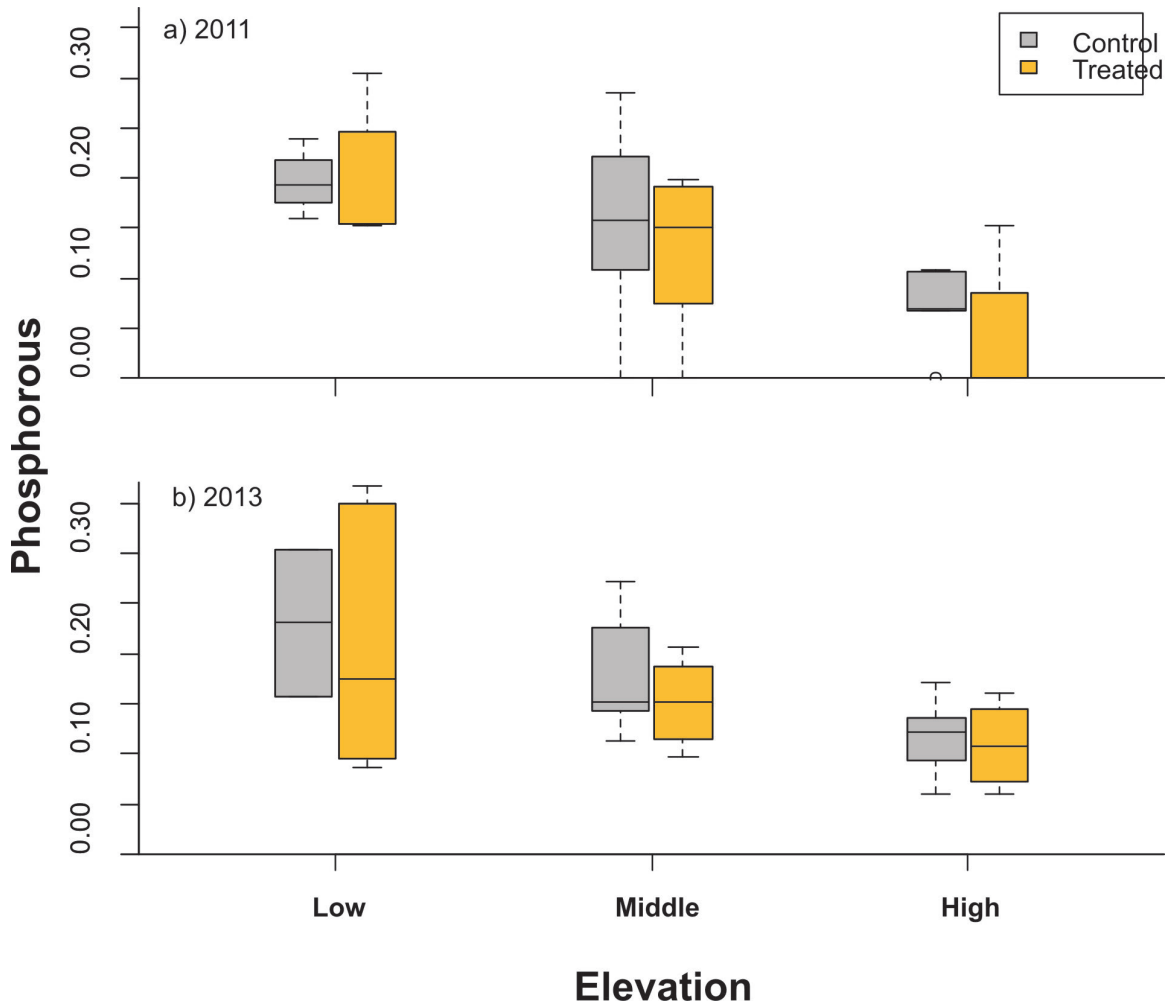 a) 2011
Control
Treated
0.30
0.20
0.10
0.00
Phosphorous
b) 2013
0.30
0.20
0.10
0.00
Low Middle High
Elevation